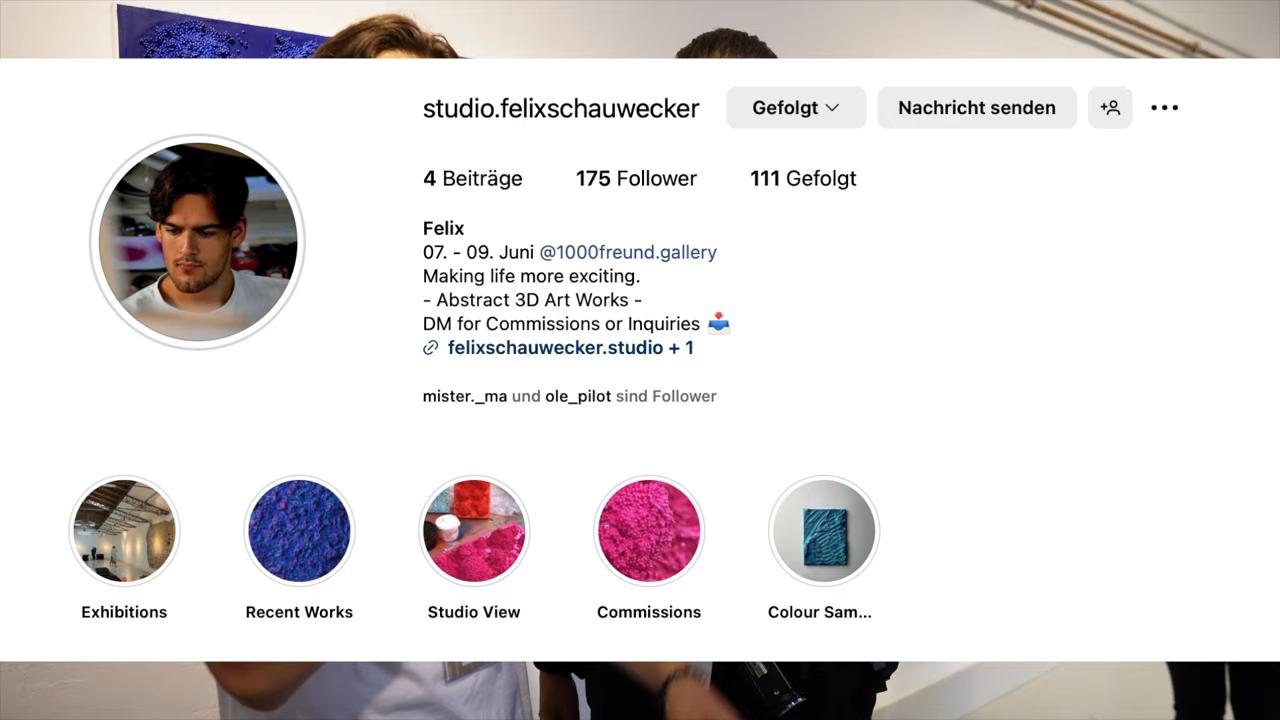 studio.felixschauwecker Gefolgt Nachricht senden
4 Beiträge 175 Follower 111 Gefolgt
Felix
07. - 09. Juni @1000freund.gallery
Making life more exciting.
- Abstract 3D Art Works -
DM for Commissions or Inquiries 📥
felixschauwecker.studio + 1
mister._ma und ole_pilot sind Follower
Exhibitions Recent Works Studio View Commissions Colour Sam...